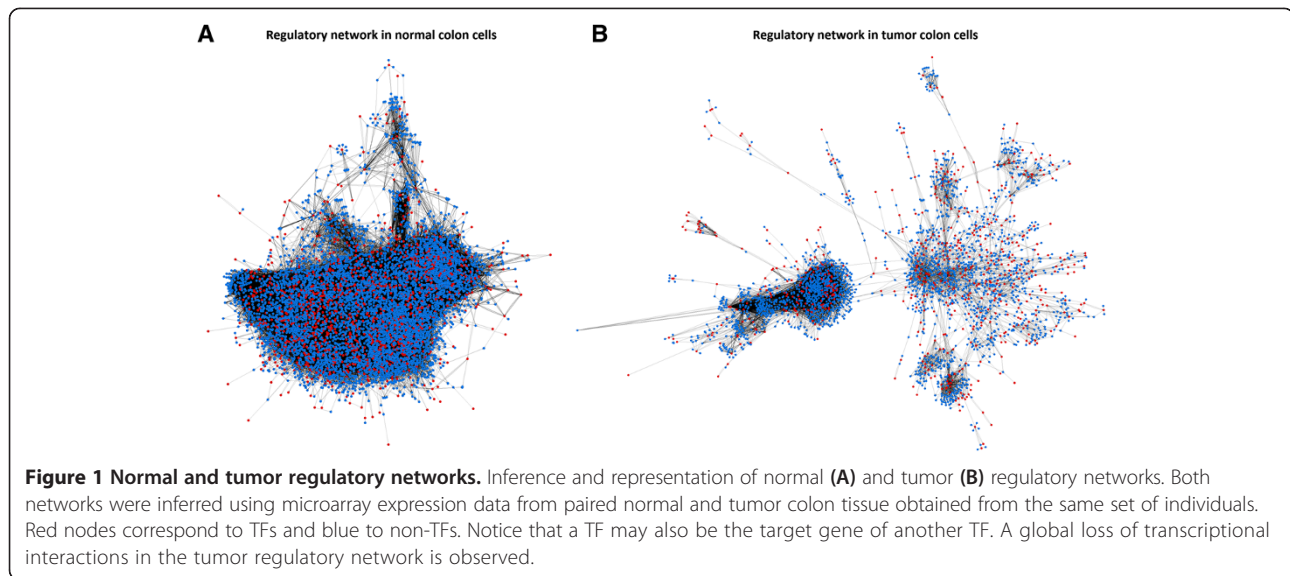 A Regulatory network in normal colon cells
B Regulatory network in tumor colon cells
Figure 1 Normal and tumor regulatory networks. Inference and representation of normal (A) and tumor (B) regulatory networks. Both
networks were inferred using microarray expression data from paired normal and tumor colon tissue obtained from the same set of individuals.
Red nodes correspond to TFs and blue to non-TFs. Notice that a TF may also be the target gene of another TF. A global loss of transcriptional
interactions in the tumor regulatory network is observed.